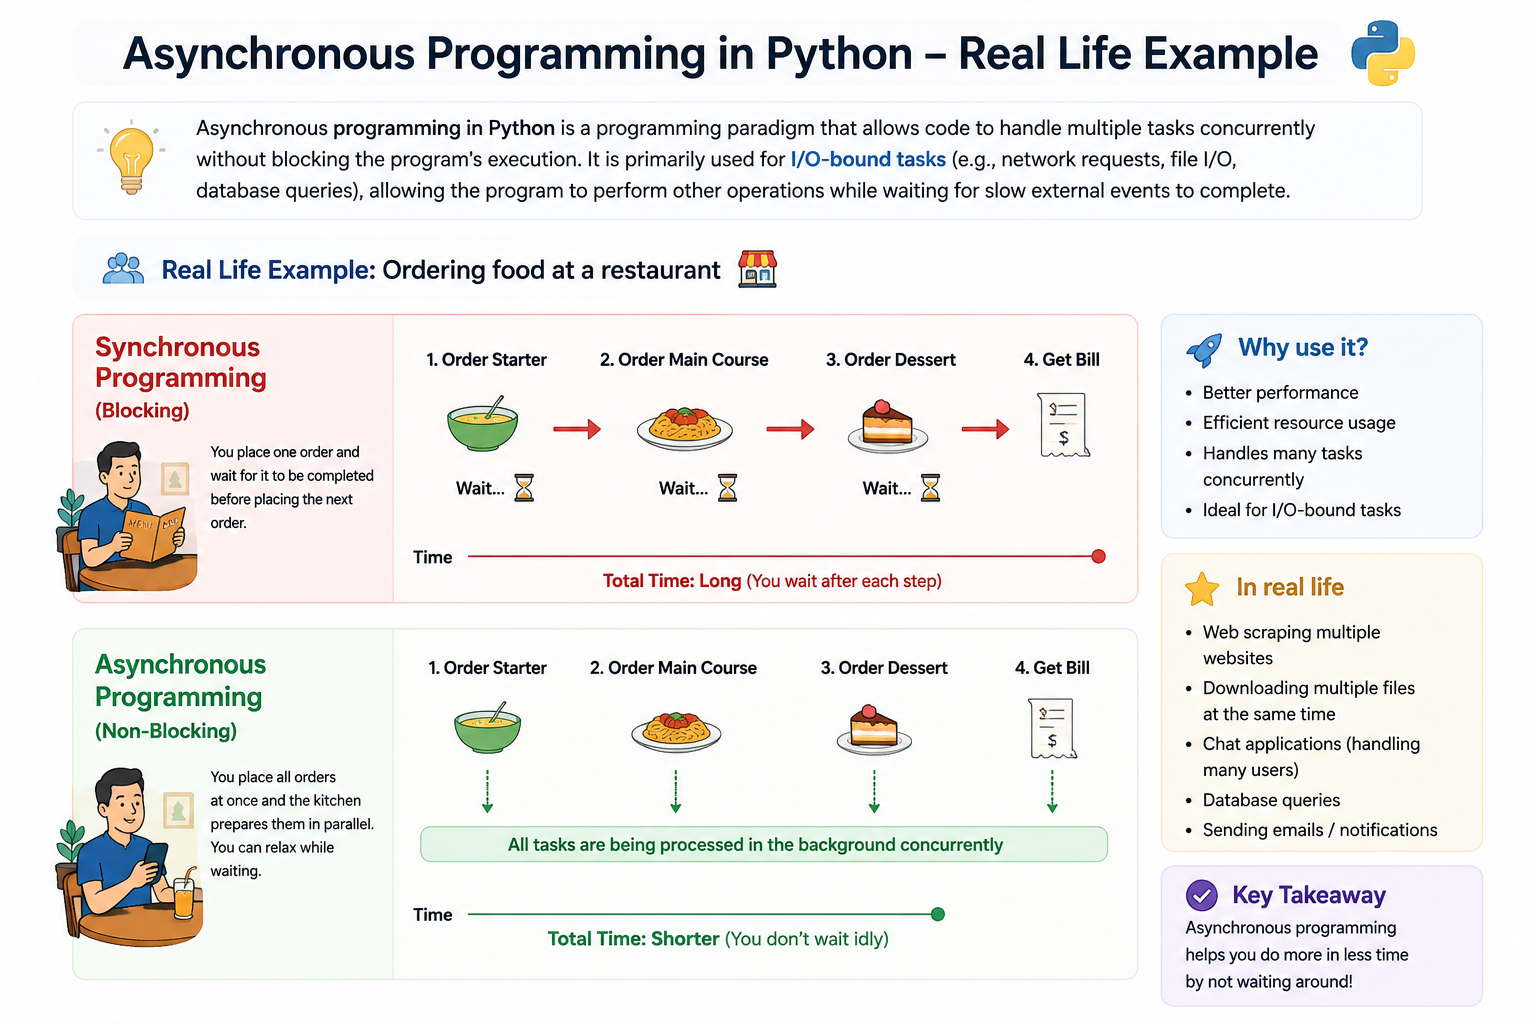 Asynchronous Programming in Python – Real Life Example
Asynchronous programming in Python is a programming paradigm that allows code to handle multiple tasks concurrently
without blocking the program's execution. It is primarily used for I/O-bound tasks (e.g., network requests, file I/O,
database queries), allowing the program to perform other operations while waiting for slow external events to complete.
Real Life Example: Ordering food at a restaurant
Synchronous
Programming
(Blocking)
You place one order and
wait for it to be completed
before placing the next
order.
MENU
1. Order Starter
2. Order Main Course
3. Order Dessert
4. Get Bill
$
Wait...
Wait...
Wait...
Time
Total Time: Long (You wait after each step)
Asynchronous
Programming
(Non-Blocking)
You place all orders
at once and the kitchen
prepares them in parallel.
You can relax while
waiting.
1. Order Starter
2. Order Main Course
3. Order Dessert
4. Get Bill
$
All tasks are being processed in the background concurrently
Time
Total Time: Shorter (You don't wait idly)
Why use it?
• Better performance
• Efficient resource usage
• Handles many tasks
concurrently
• Ideal for I/O-bound tasks
In real life
• Web scraping multiple
websites
• Downloading multiple files
at the same time
• Chat applications (handling
many users)
• Database queries
• Sending emails / notifications
Key Takeaway
Asynchronous programming
helps you do more in less time
by not waiting around!